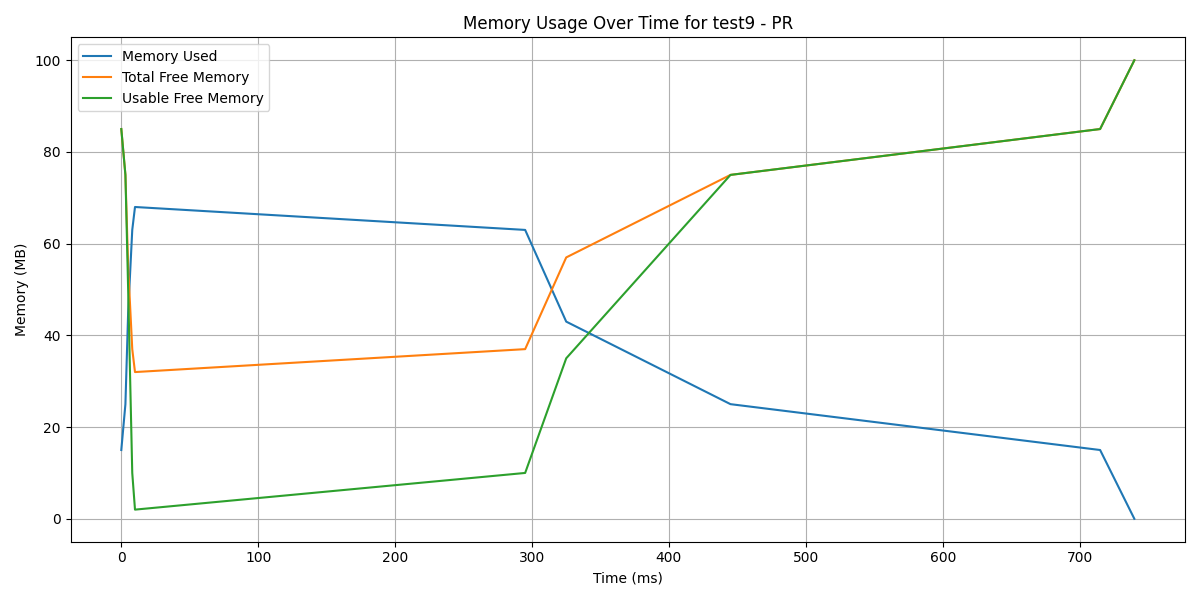 Memory Usage Over Time for test9 - PR
Memory Used
Total Free Memory
Usable Free Memory
Memory (MB)
100
80
60
40
20
0
0 100 200 300 400 500 600 700
Time (ms)